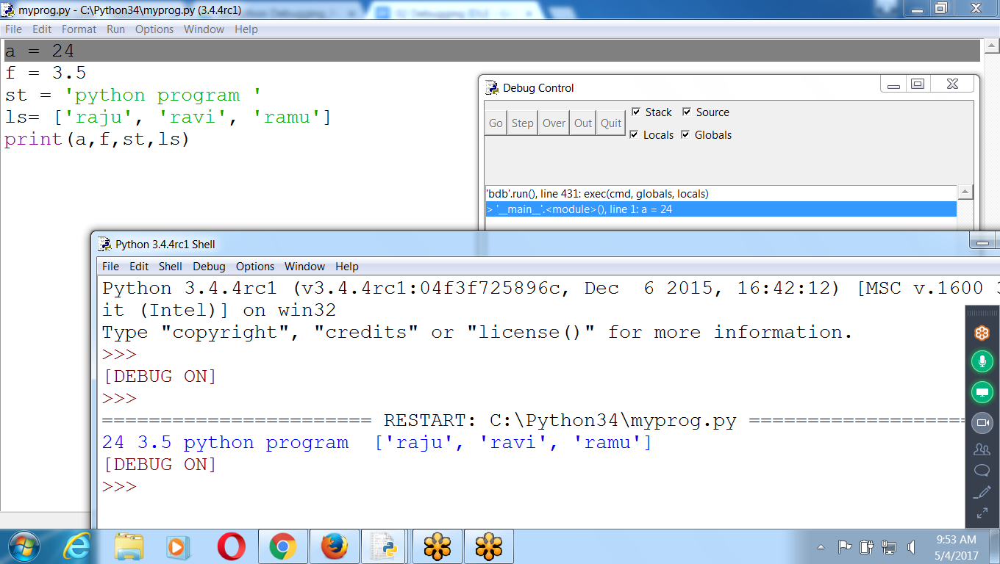 myprog.py - C:\Python34\myprog.py (3.4.4rc1)
File Edit Format Run Options Window Help
a = 24
f = 3.5
st = 'python program '
ls= ['raju', 'ravi', 'ramu']
print(a,f,st,ls)
Debug Control
Go Step Over Out Quit
Stack Source
Locals Globals
'bdb'.run(), line 431: exec(cmd, globals, locals)
> '__main__'.<module>(), line 1: a = 24
Python 3.4.4rc1 Shell
File Edit Shell Debug Options Window Help
Python 3.4.4rc1 (v3.4.4rc1:04f3f725896c, Dec  6 2015, 16:42:12) [MSC v.1600 3
it (Intel)] on win32
Type "copyright", "credits" or "license()" for more information.
>>>
[DEBUG ON]
>>>
======================= RESTART: C:\Python34\myprog.py ===================
24 3.5 python program  ['raju', 'ravi', 'ramu']
[DEBUG ON]
>>>
9:53 AM
5/4/2017